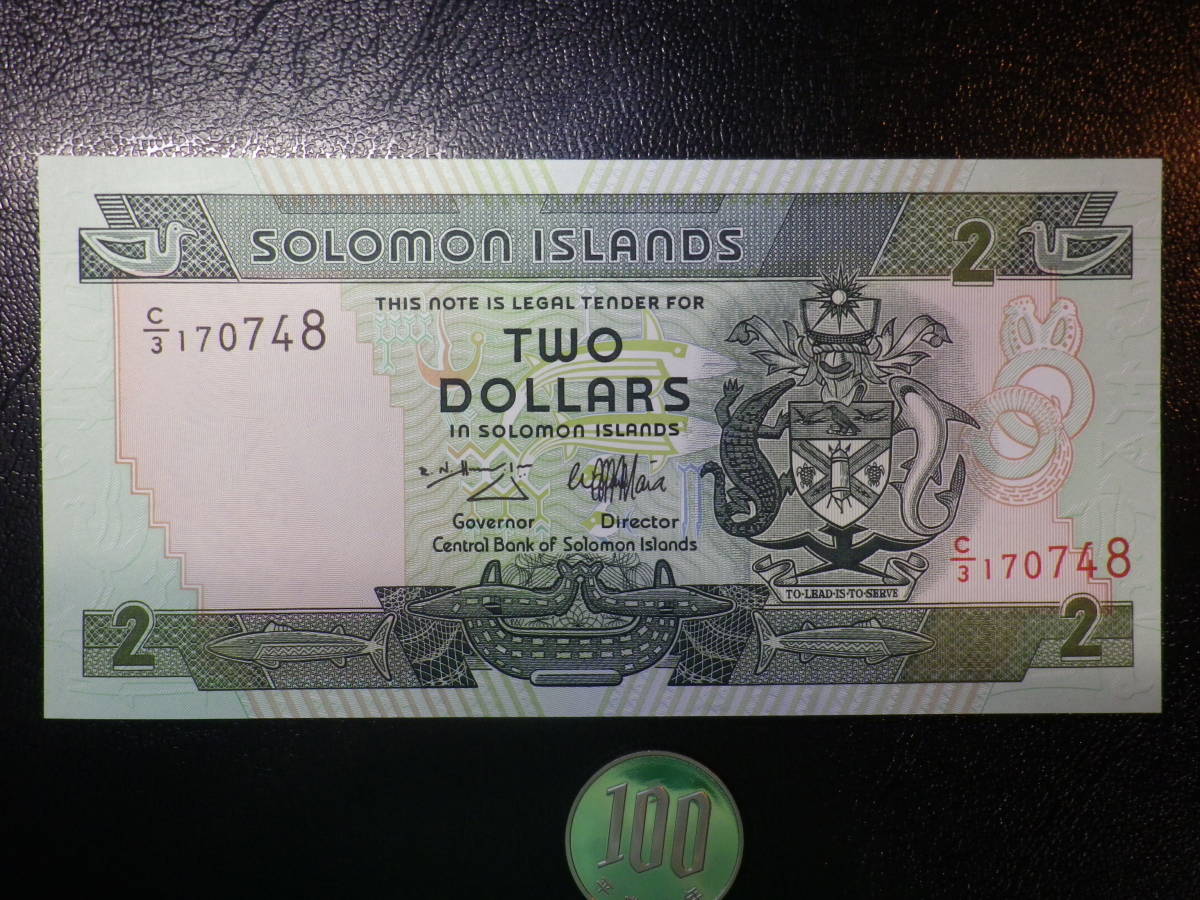 SOLOMON ISLANDS
2
C/3 170748
THIS NOTE IS LEGAL TENDER FOR
TWO
DOLLARS
IN SOLOMON ISLANDS
Governor Director
Central Bank of Solomon Islands
C/3 170748
TO·LEAD·IS·TO·SERVE
2
2
100